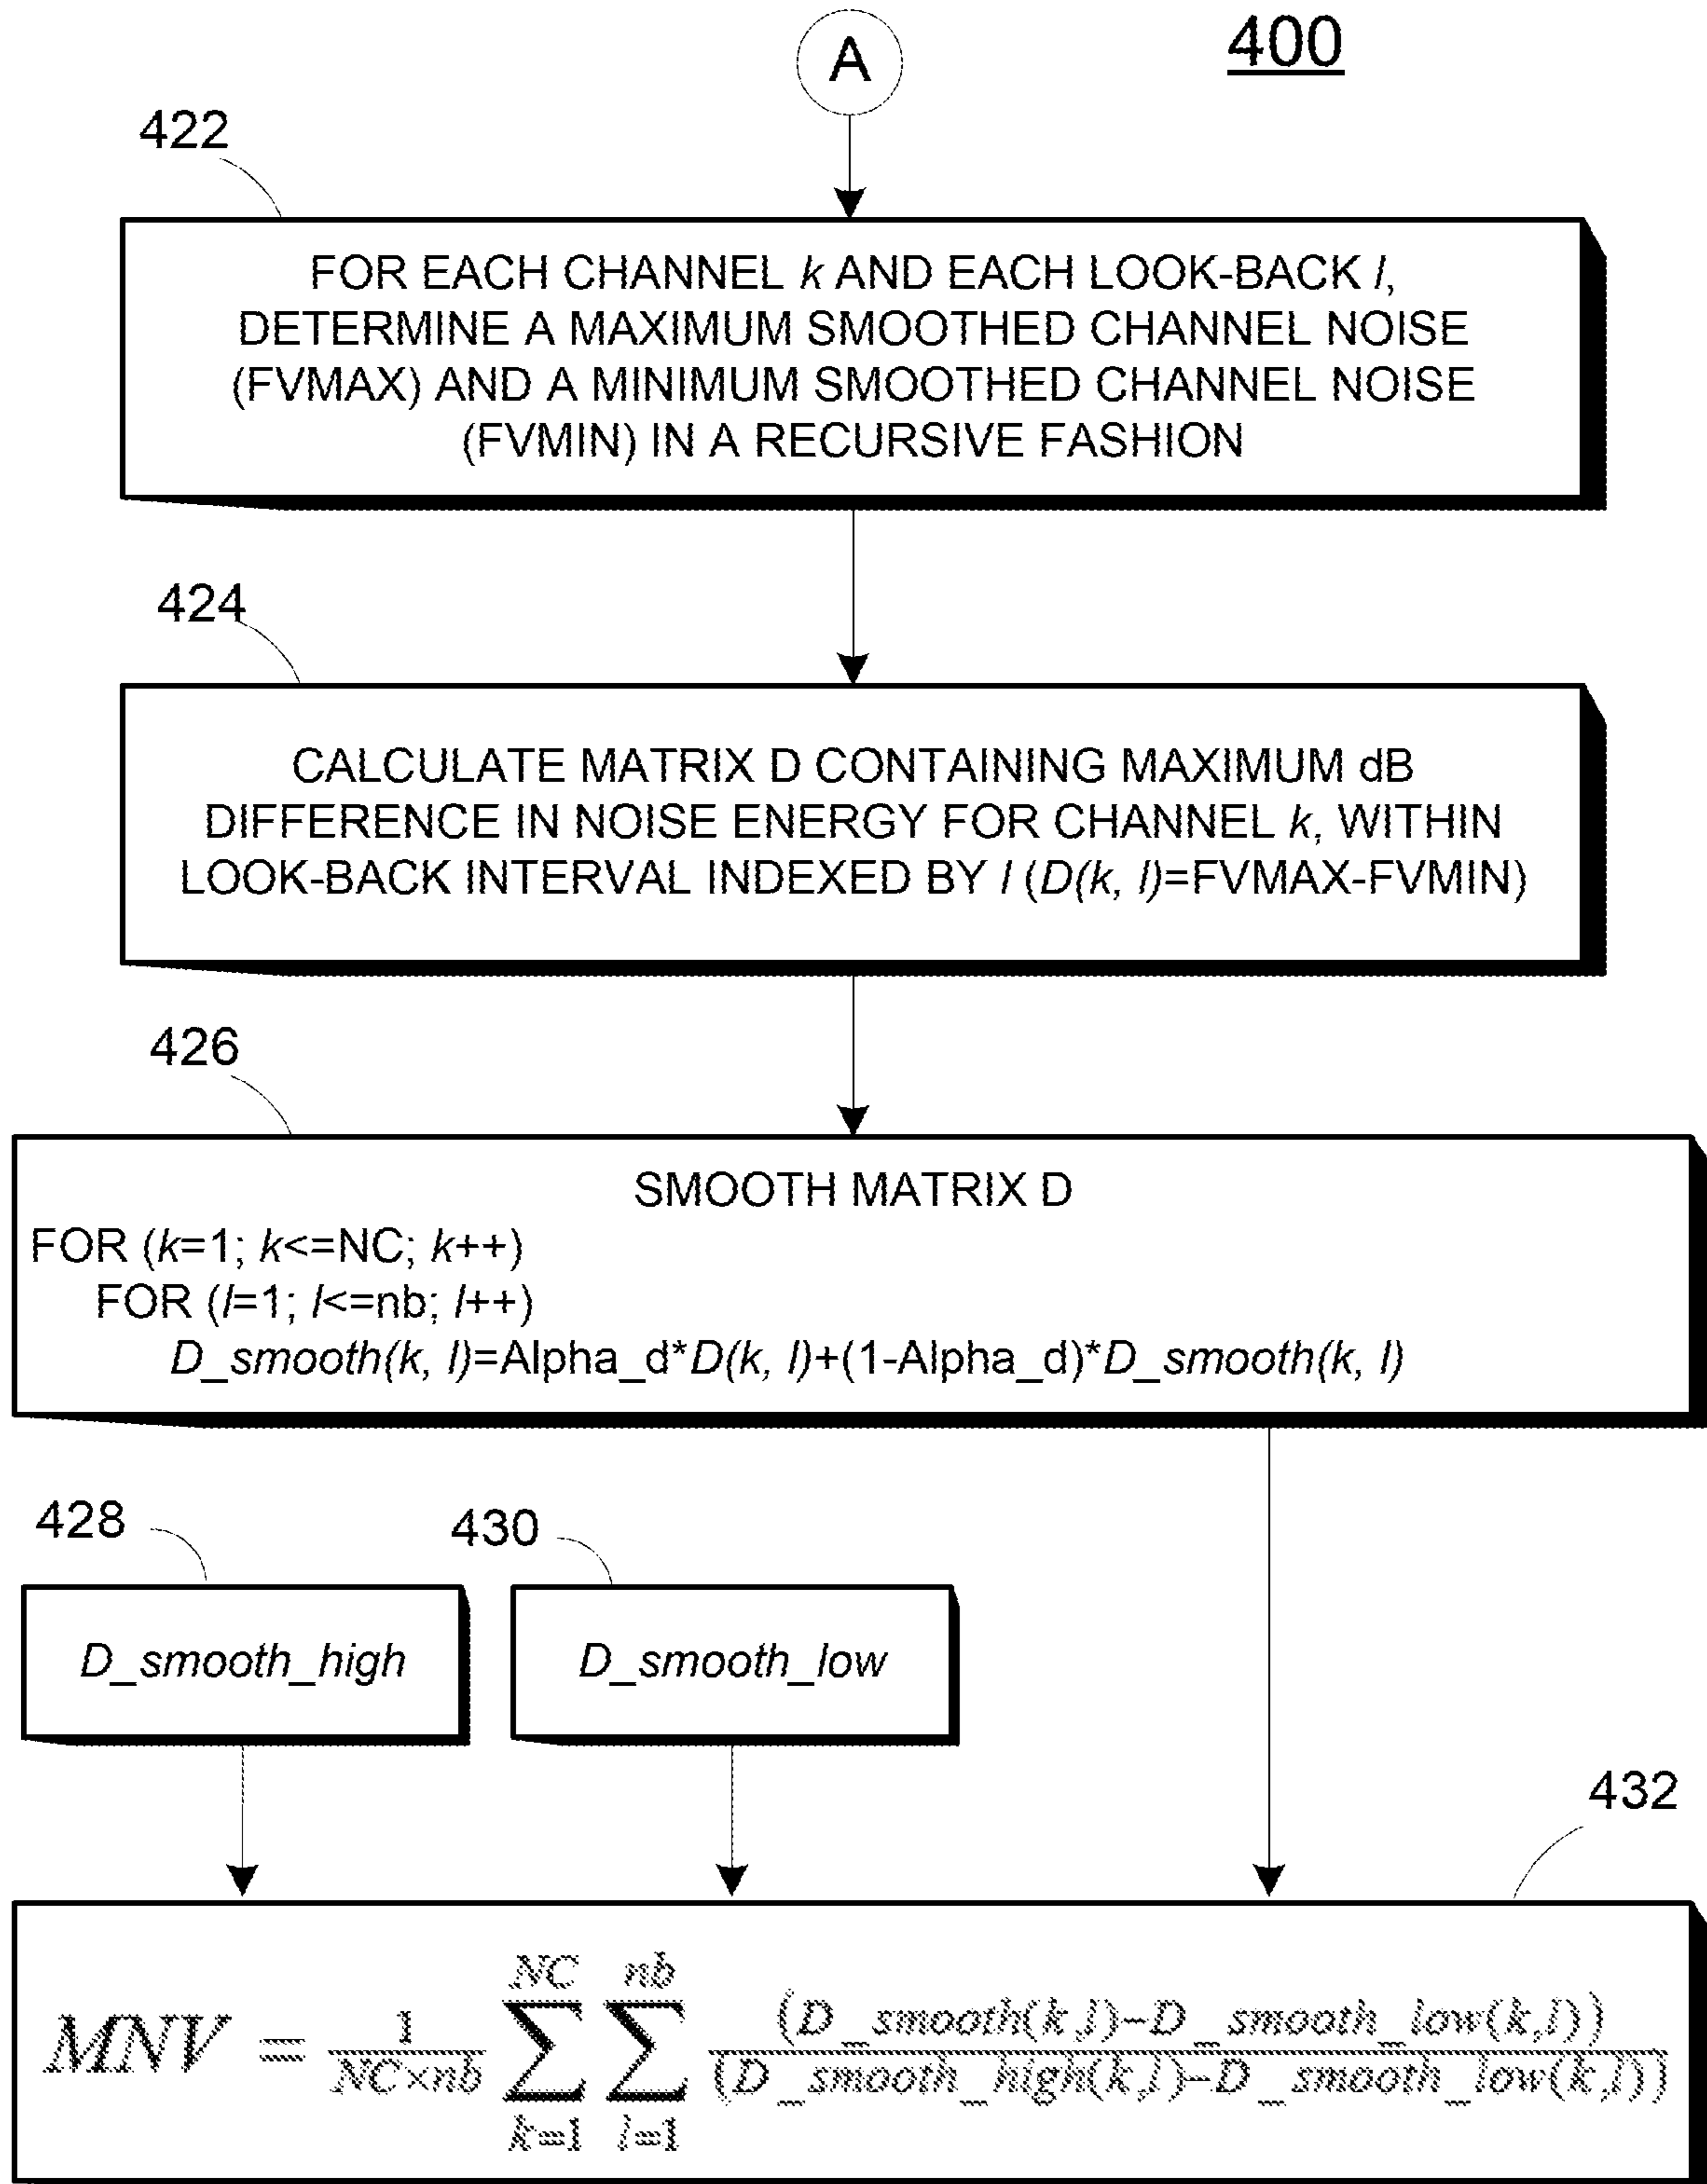 A
400
422
FOR EACH CHANNEL k AND EACH LOOK-BACK l,
DETERMINE A MAXIMUM SMOOTHED CHANNEL NOISE
(FVMAX) AND A MINIMUM SMOOTHED CHANNEL NOISE
(FVMIN) IN A RECURSIVE FASHION
424
CALCULATE MATRIX D CONTAINING MAXIMUM dB
DIFFERENCE IN NOISE ENERGY FOR CHANNEL k, WITHIN
LOOK-BACK INTERVAL INDEXED BY l (D(k, l)=FVMAX-FVMIN)
426
SMOOTH MATRIX D
FOR (k=1; k<=NC; k++)
FOR (l=1; l<=nb; l++)
D_smooth(k, l)=Alpha_d*D(k, l)+(1-Alpha_d)*D_smooth(k, l)
428
430
D_smooth_high
D_smooth_low
432
MNV = 1/(NC×nb) ∑_{k=1}^{NC} ∑_{l=1}^{nb} (D_smooth(k,l)-D_smooth_low(k,l))/(D_smooth_high(k,l)-D_smooth_low(k,l))